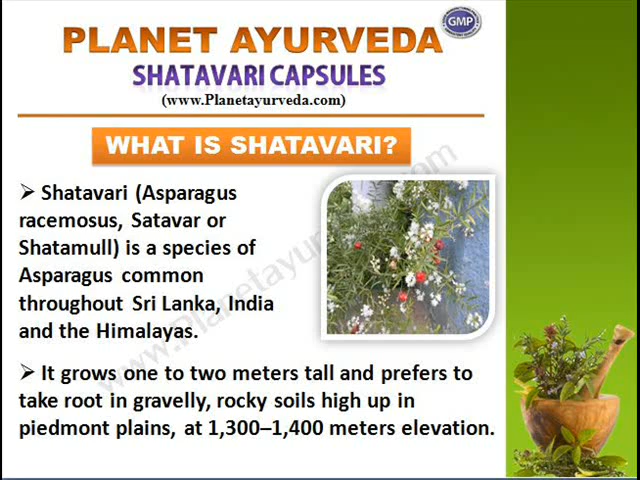 PLANET AYURVEDA
GMP
SHATAVARI CAPSULES
(www.Planetayurveda.com)
WHAT IS SHATAVARI?
➢ Shatavari (Asparagus
racemosus, Satavar or
Shatamull) is a species of
Asparagus common
throughout Sri Lanka, India
and the Himalayas.
➢ It grows one to two meters tall and prefers to
take root in gravelly, rocky soils high up in
piedmont plains, at 1,300–1,400 meters elevation.